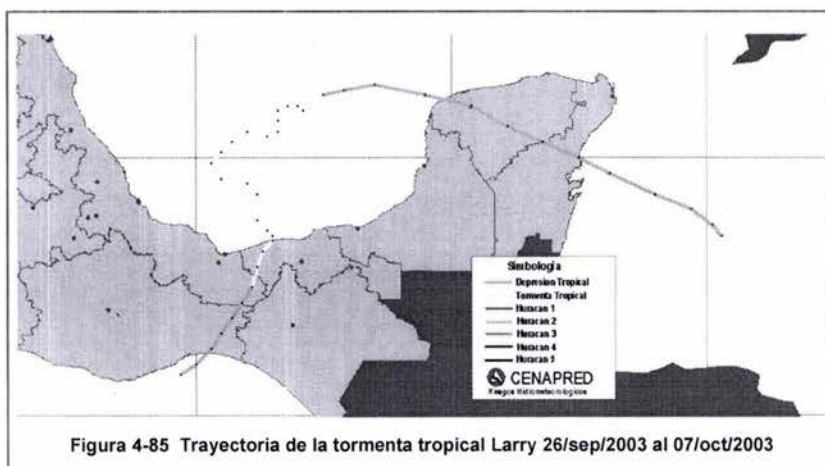 Simbología
Depresion Tropical
Tormenta Tropical
Huracan 1
Huracan 2
Huracan 3
Huracan 4
Huracan 5
CENAPRED
Riesgos Hidrometeorologicos
Figura 4-85 Trayectoria de la tormenta tropical Larry 26/sep/2003 al 07/oct/2003